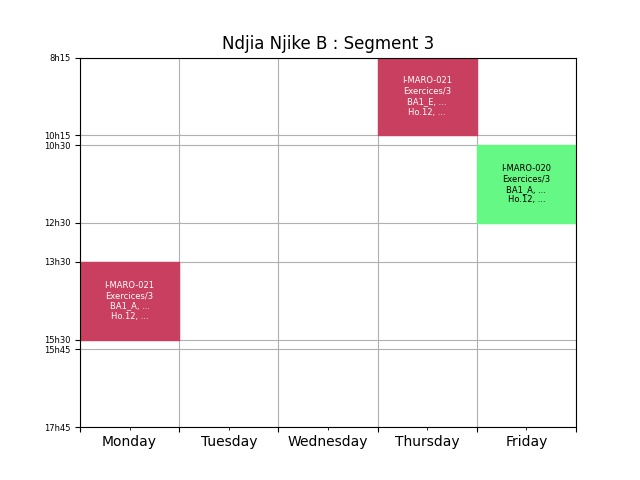 Ndjia Njike B : Segment 3
8h15
I-MARO-021
Exercices/3
BA1_E, ...
Ho.12, ...
10h15
10h30
I-MARO-020
Exercices/3
BA1_A, ...
Ho.12, ...
12h30
13h30
I-MARO-021
Exercices/3
BA1_A, ...
Ho.12, ...
15h30
15h45
17h45
Monday Tuesday Wednesday Thursday Friday